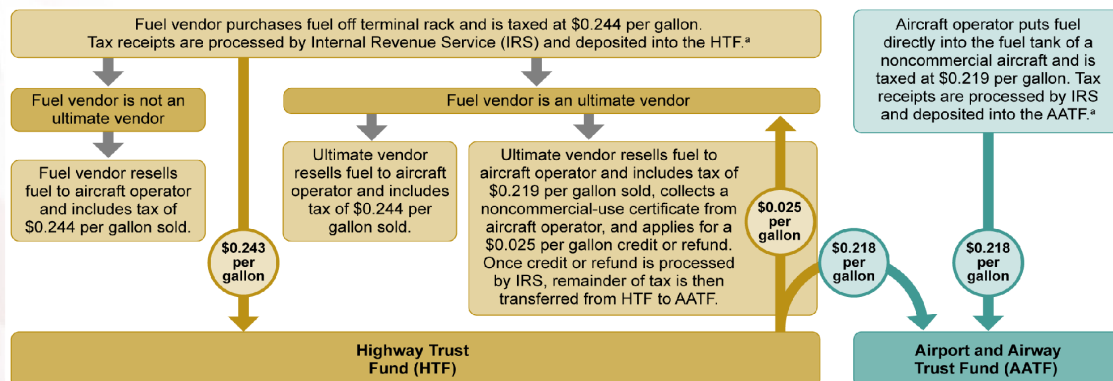 Fuel vendor purchases fuel off terminal rack and is taxed at $0.244 per gallon.
Tax receipts are processed by Internal Revenue Service (IRS) and deposited into the HTF.ᵃ
Fuel vendor is not an
ultimate vendor
Fuel vendor resells
fuel to aircraft operator
and includes tax of
$0.244 per gallon sold.
$0.243
per
gallon
Fuel vendor is an ultimate vendor
Ultimate vendor
resells fuel to aircraft
operator and includes
tax of $0.244 per
gallon sold.
Ultimate vendor resells fuel to
aircraft operator and includes tax of
$0.219 per gallon sold, collects a
noncommercial-use certificate from
aircraft operator, and applies for a
$0.025 per gallon credit or refund.
Once credit or refund is processed
by IRS, remainder of tax is then
transferred from HTF to AATF.
$0.025
per
gallon
$0.218
per
gallon
Aircraft operator puts fuel
directly into the fuel tank of a
noncommercial aircraft and is
taxed at $0.219 per gallon. Tax
receipts are processed by IRS
and deposited into the AATF.ᵃ
$0.218
per
gallon
Highway Trust
Fund (HTF)
Airport and Airway
Trust Fund (AATF)